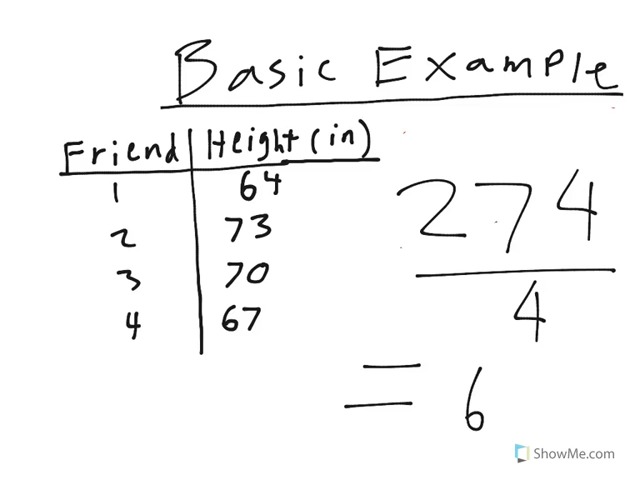 Basic Example
Friend Height (in)
1 64
2 73
3 70
4 67
274
4
= 6
ShowMe.com